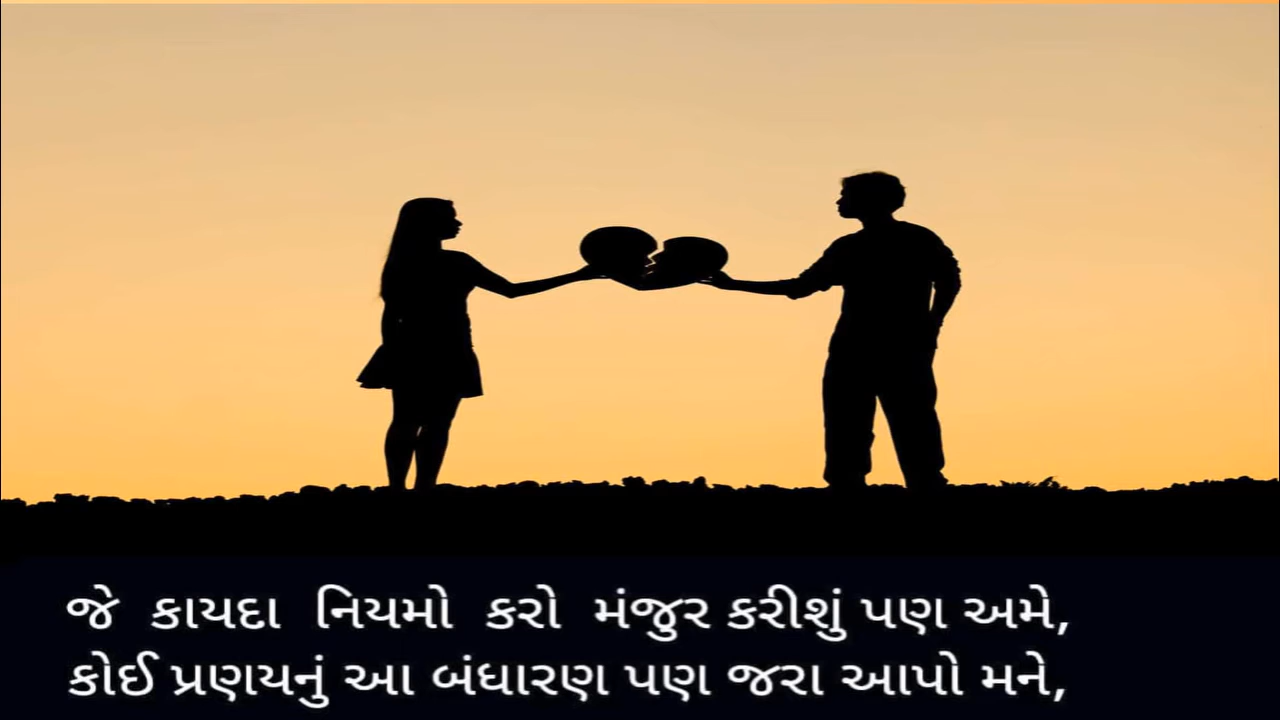 જે કાયદા નિયમો કરો મંજુર કરીશું પણ અમે,
કોઈ પ્રણયનું આ બંધારણ પણ જરા આપો મને,